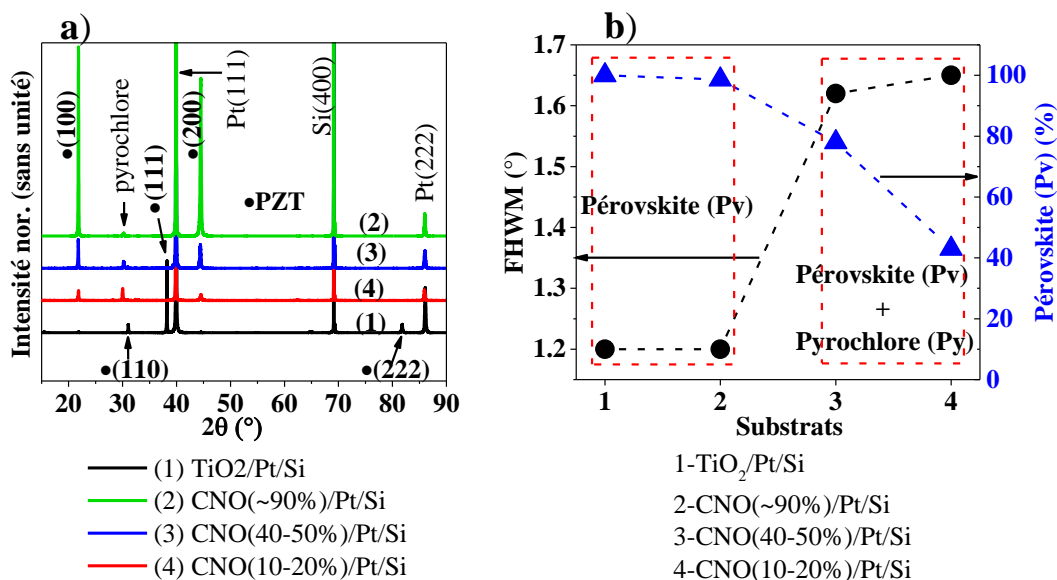 a)
Intensité nor. (sans unité)
●(100)
pyrochlore
●(111)
●(200)
Pt(111)
Si(400)
Pt(222)
●PZT
(2)
(3)
(4)
(1)
●(110)
●(222)
20 30 40 50 60 70 80 90
2θ (°)
(1) TiO2/Pt/Si
(2) CNO(~90%)/Pt/Si
(3) CNO(40-50%)/Pt/Si
(4) CNO(10-20%)/Pt/Si
b)
FHWM (°)
1.7
1.6
1.5
1.4
1.3
1.2
Pérovskite (Pv)
Pérovskite (Pv)
+
Pyrochlore (Py)
100
80
60
40
20
10
0
Pérovskite (Pv) (%)
1 2 3 4
Substrats
1-TiO₂/Pt/Si
2-CNO(~90%)/Pt/Si
3-CNO(40-50%)/Pt/Si
4-CNO(10-20%)/Pt/Si